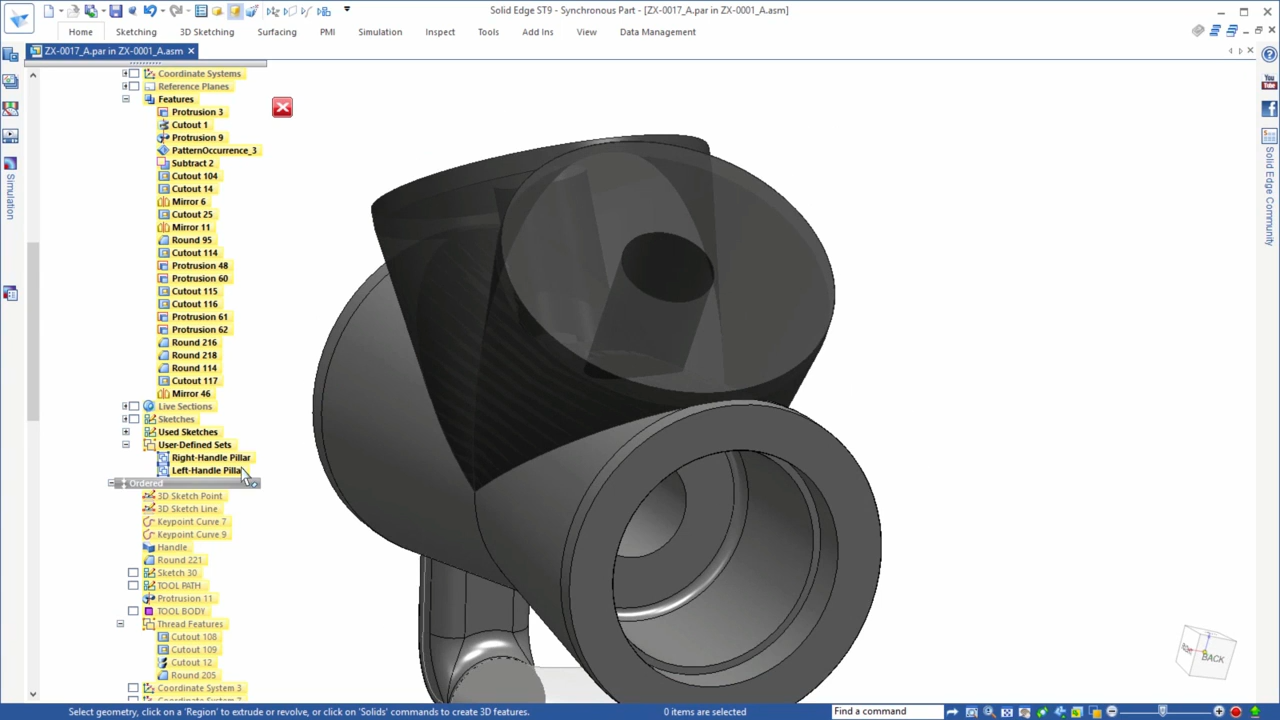 Solid Edge ST9 - Synchronous Part - [ZX-0017_A.par in ZX-0001_A.asm]
Home Sketching 3D Sketching Surfacing PMI Simulation Inspect Tools Add Ins View Data Management
ZX-0017_A.par in ZX-0001_A.asm
Coordinate Systems
Reference Planes
Features
Protrusion 3
Cutout 1
Protrusion 9
PatternOccurrence_3
Subtract 2
Cutout 104
Cutout 14
Mirror 6
Cutout 25
Mirror 11
Round 95
Cutout 114
Protrusion 48
Protrusion 60
Cutout 115
Cutout 116
Protrusion 61
Protrusion 62
Round 216
Round 218
Round 114
Cutout 117
Mirror 46
Live Sections
Sketches
Used Sketches
User-Defined Sets
Right-Handle Pillar
Left-Handle Pilla
Ordered
3D Sketch Point
3D Sketch Line
Keypoint Curve 7
Keypoint Curve 9
Handle
Round 221
Sketch 30
TOOL PATH
Protrusion 11
TOOL BODY
Thread Features
Cutout 108
Cutout 109
Cutout 12
Round 205
Coordinate System 3
Simulation
You
Tube
Solid Edge Community
BACK
Select geometry, click on a 'Region' to extrude or revolve, or click on 'Solids' commands to create 3D features.
0 items are selected
Find a command